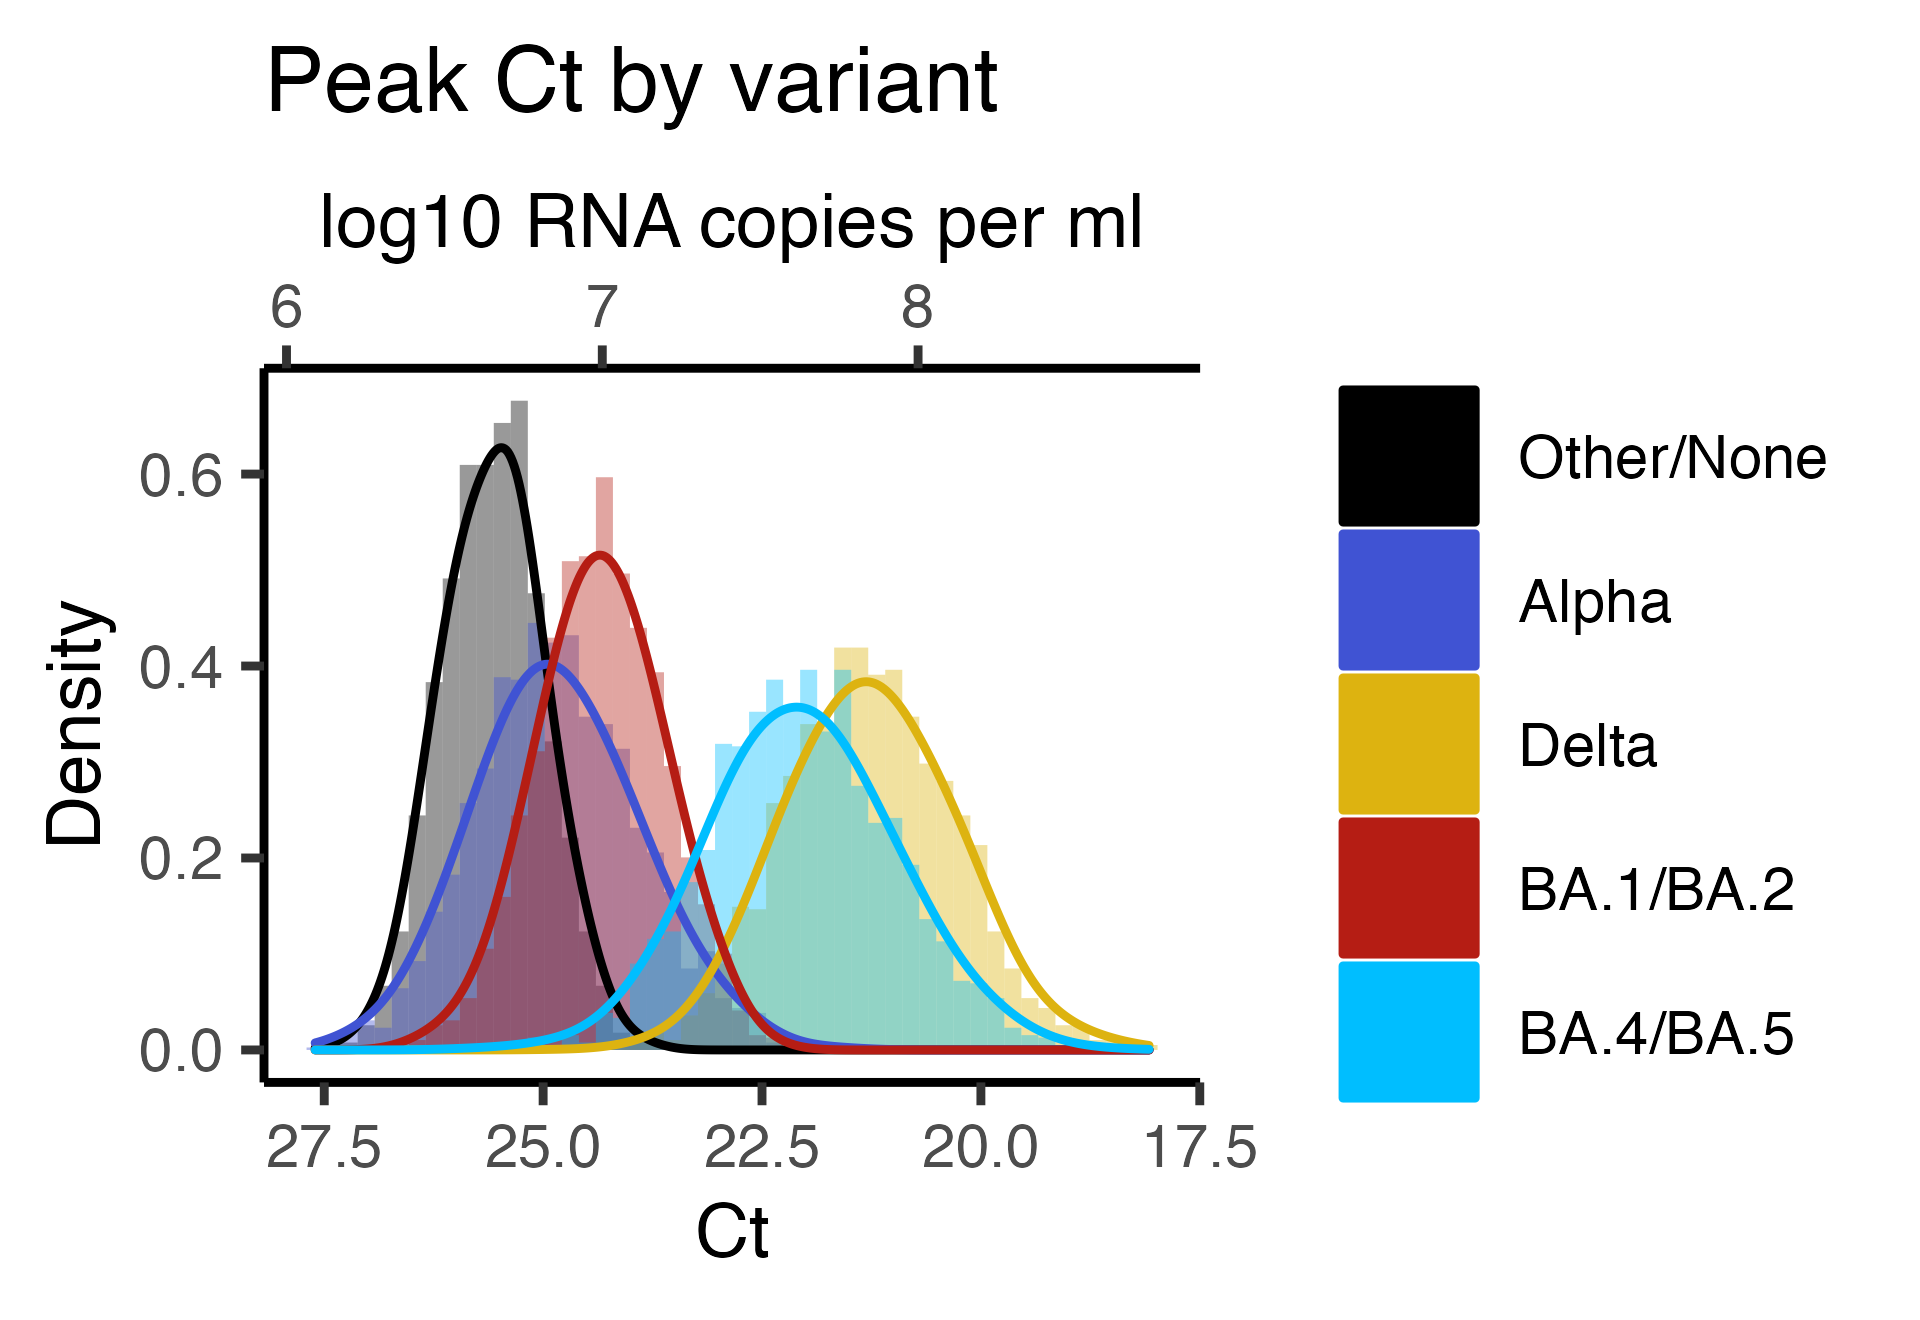 Peak Ct by variant
log10 RNA copies per ml
6 7 8
Density
0.6
0.4
0.2
0.0
27.5 25.0 22.5 20.0 17.5
Ct
Other/None
Alpha
Delta
BA.1/BA.2
BA.4/BA.5